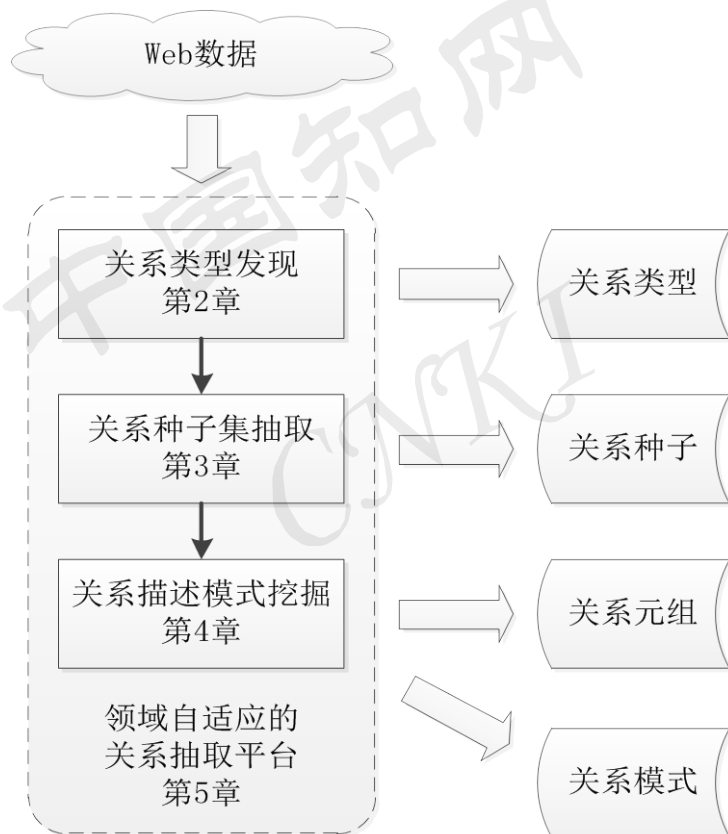 Web数据
关系类型发现
第2章
关系类型
关系种子集抽取
第3章
关系种子
关系描述模式挖掘
第4章
关系元组
领域自适应的
关系抽取平台
第5章
关系模式
中国知网
CNKI